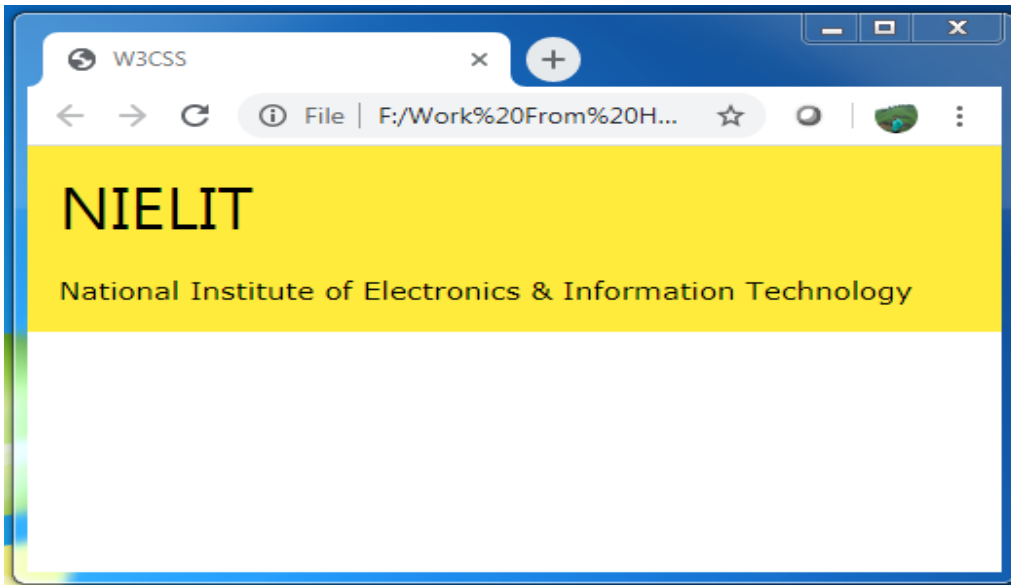 W3CSS
File | F:/Work%20From%20H...
NIELIT
National Institute of Electronics & Information Technology